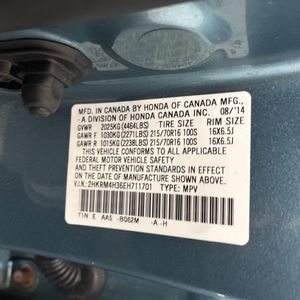 MFD. IN CANADA BY HONDA OF CANADA MFG.,
-A DIVISION OF HONDA CANADA INC. 08/'14
GVWR 2025KG (4464LBS) TIRE SIZE RIM SIZE
GAWR F 1030KG (2271LBS) 215/70R16 100S 16X6.5J
GAWR R 1015KG (2238LBS) 215/70R16 100S 16X6.5J
THIS VEHICLE CONFORMS TO ALL APPLICABLE
FEDERAL MOTOR VEHICLE SAFETY
AND THEFT PREVENTION STANDARDS IN EFFECT ON THE
DATE OF MANUFACTURE SHOWN ABOVE.
V.I.N.: 2HKRM4H36EH711701 TYPE: MPV
TIN E AA5 -BG62M -A -H